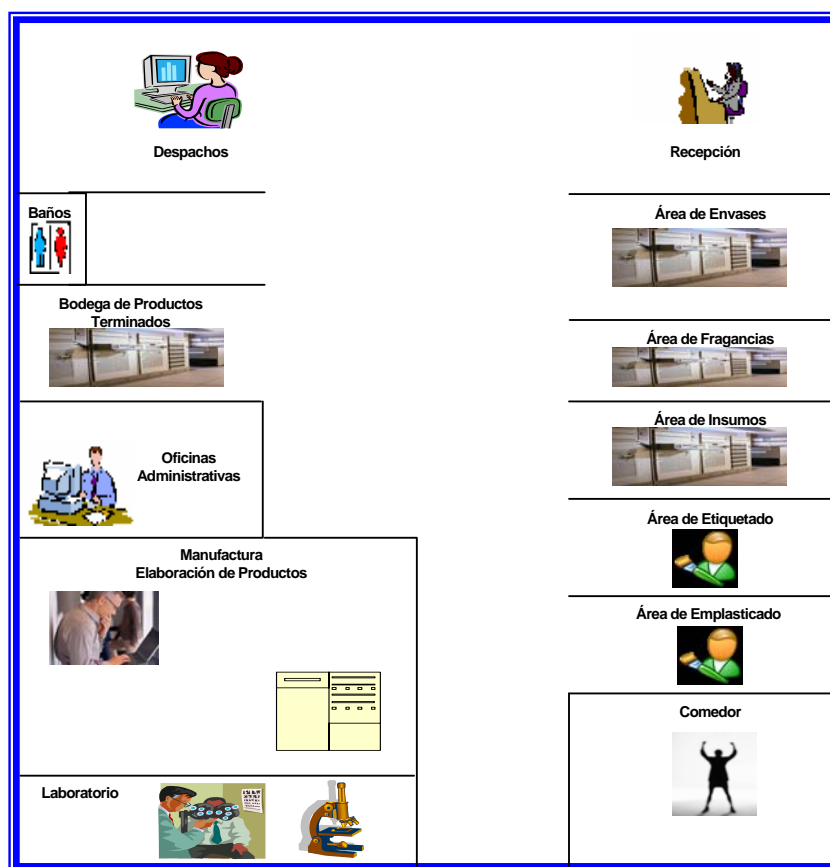 Despachos
Recepción
Baños
Área de Envases
Bodega de Productos
Terminados
Área de Fragancias
Área de Insumos
Oficinas
Administrativas
Área de Etiquetado
Manufactura
Elaboración de Productos
Área de Emplasticado
Comedor
Laboratorio